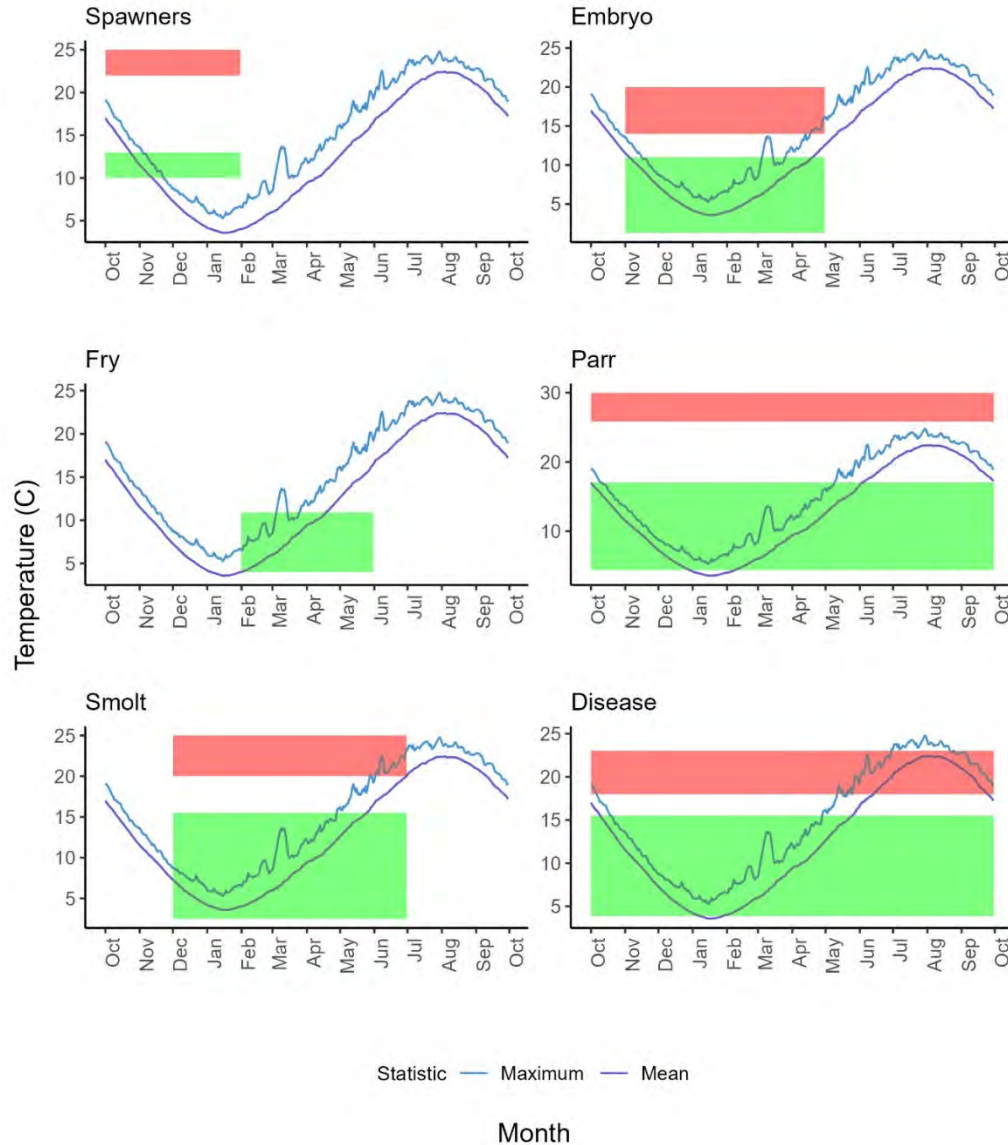 Spawners
25
20
15
10
5
Oct Nov Dec Jan Feb Mar Apr May Jun Jul Aug Sep Oct
Embryo
25
20
15
10
5
Oct Nov Dec Jan Feb Mar Apr May Jun Jul Aug Sep Oct
Fry
25
20
15
10
5
Oct Nov Dec Jan Feb Mar Apr May Jun Jul Aug Sep Oct
Parr
30
20
10
Oct Nov Dec Jan Feb Mar Apr May Jun Jul Aug Sep Oct
Temperature (C)
Smolt
25
20
15
10
5
Oct Nov Dec Jan Feb Mar Apr May Jun Jul Aug Sep Oct
Disease
25
20
15
10
5
Oct Nov Dec Jan Feb Mar Apr May Jun Jul Aug Sep Oct
Statistic Maximum Mean
Month